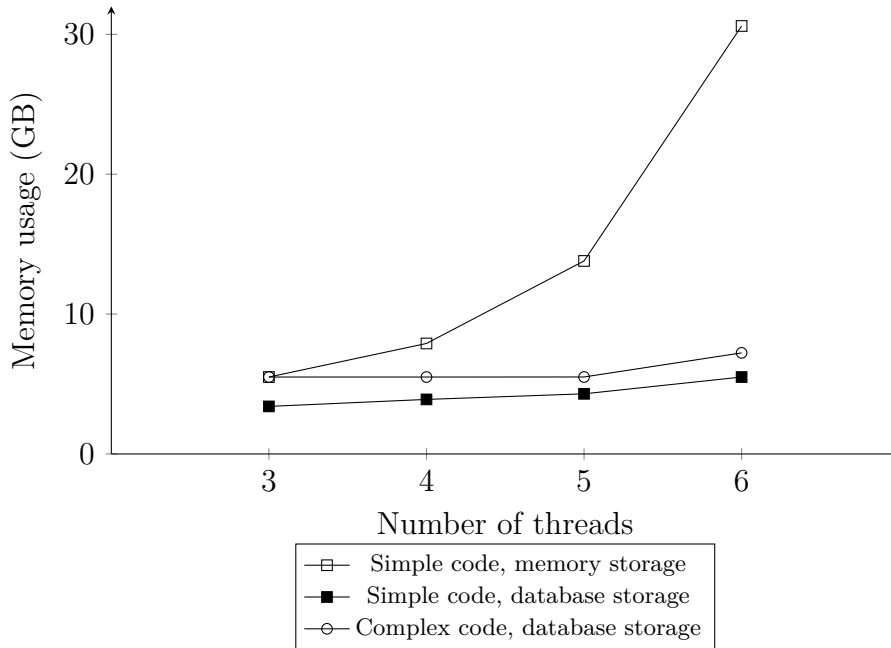 30
20
10
0
Memory usage (GB)
3 4 5 6
Number of threads
Simple code, memory storage
Simple code, database storage
Complex code, database storage